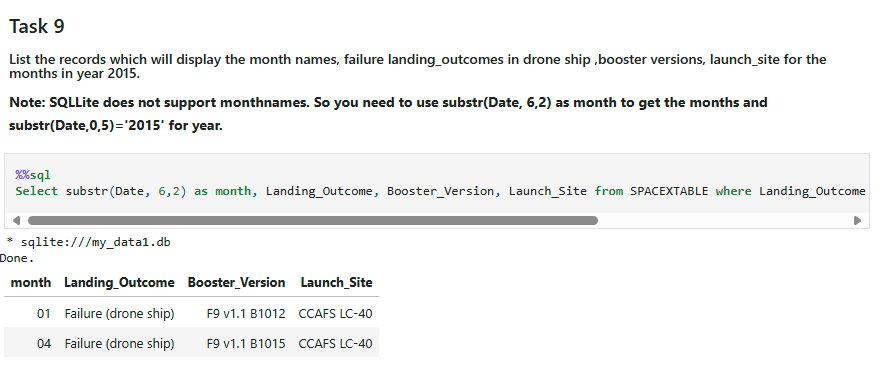 Task 9
List the records which will display the month names, failure landing_outcomes in drone ship ,booster versions, launch_site for the
months in year 2015.
Note: SQLLite does not support monthnames. So you need to use substr(Date, 6,2) as month to get the months and
substr(Date,0,5)='2015' for year.
%%sql
Select substr(Date, 6,2) as month, Landing_Outcome, Booster_Version, Launch_Site from SPACEXTABLE where Landing_Outcome
* sqlite:///my_data1.db
Done.
month Landing_Outcome Booster_Version Launch_Site
01 Failure (drone ship) F9 v1.1 B1012 CCAFS LC-40
04 Failure (drone ship) F9 v1.1 B1015 CCAFS LC-40